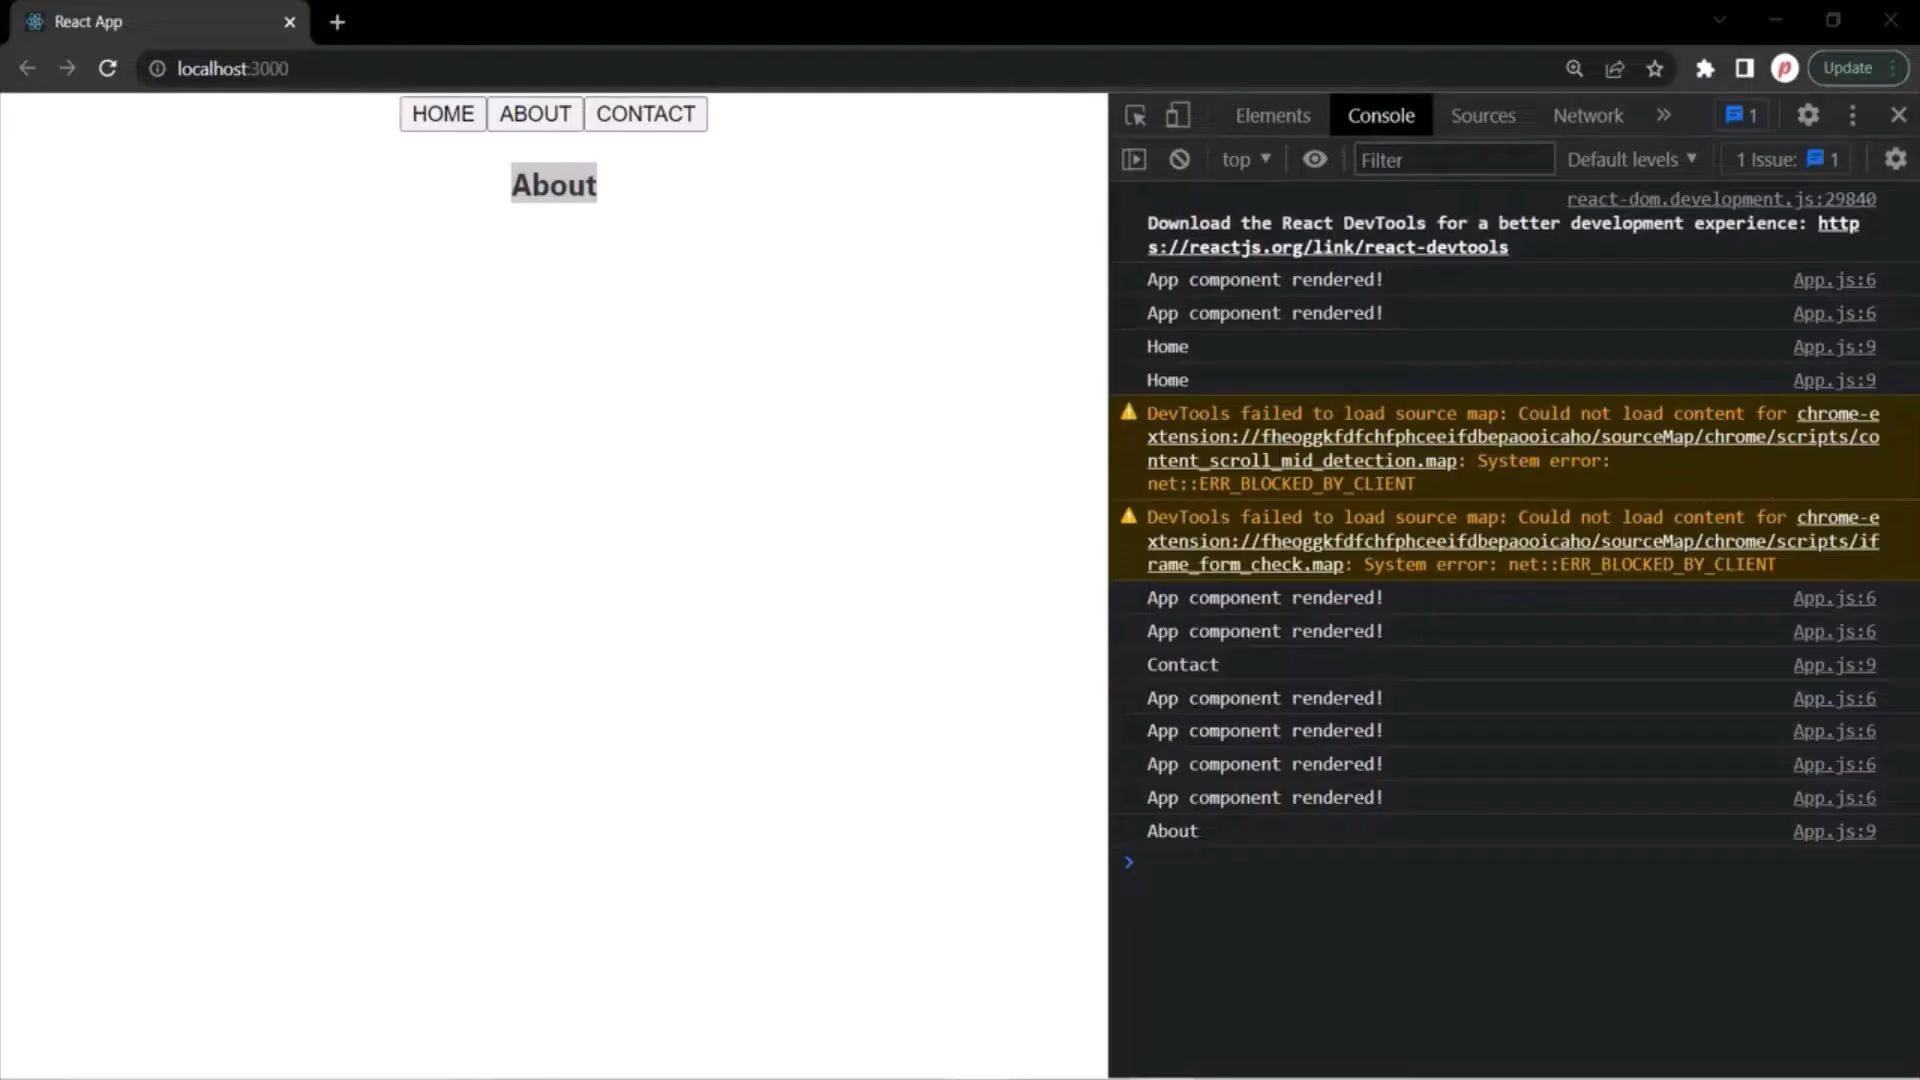 React App
localhost:3000
Update
HOME ABOUT CONTACT
About
Elements Console Sources Network 1
top Filter Default levels 1 Issue: 1
react-dom.development.js:29840
Download the React DevTools for a better development experience: http
s://reactjs.org/link/react-devtools
App component rendered! App.js:6
App component rendered! App.js:6
Home App.js:9
Home App.js:9
DevTools failed to load source map: Could not load content for chrome-e
xtension://fheoggkfdfchfphceeifdbepaooicaho/sourceMap/chrome/scripts/co
ntent_scroll_mid_detection.map: System error:
net::ERR_BLOCKED_BY_CLIENT
DevTools failed to load source map: Could not load content for chrome-e
xtension://fheoggkfdfchfphceeifdbepaooicaho/sourceMap/chrome/scripts/if
rame_form_check.map: System error: net::ERR_BLOCKED_BY_CLIENT
App component rendered! App.js:6
App component rendered! App.js:6
Contact App.js:9
App component rendered! App.js:6
App component rendered! App.js:6
App component rendered! App.js:6
App component rendered! App.js:6
About App.js:9